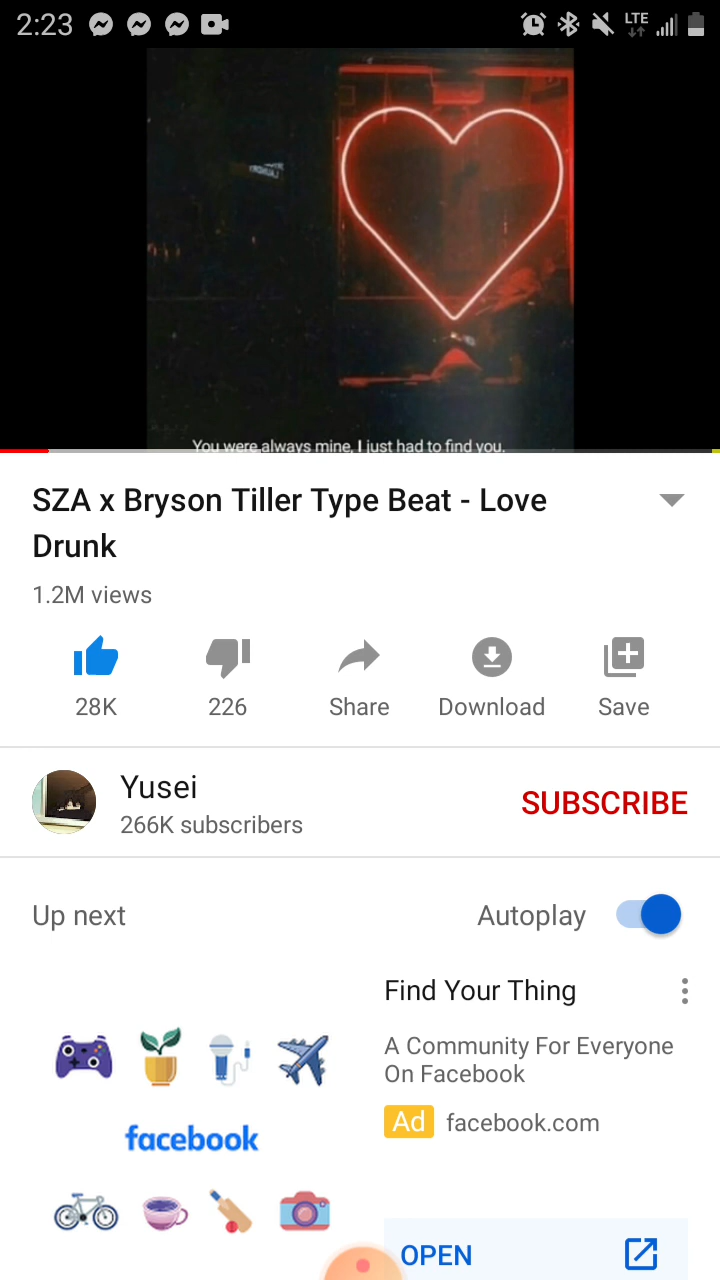 2:23
LTE
You were always mine, I just had to find you.
SZA x Bryson Tiller Type Beat - Love
Drunk
1.2M views
28K
226
Share
Download
Save
Yusei
266K subscribers
SUBSCRIBE
Up next
Autoplay
Find Your Thing
A Community For Everyone
On Facebook
Ad facebook.com
facebook
OPEN